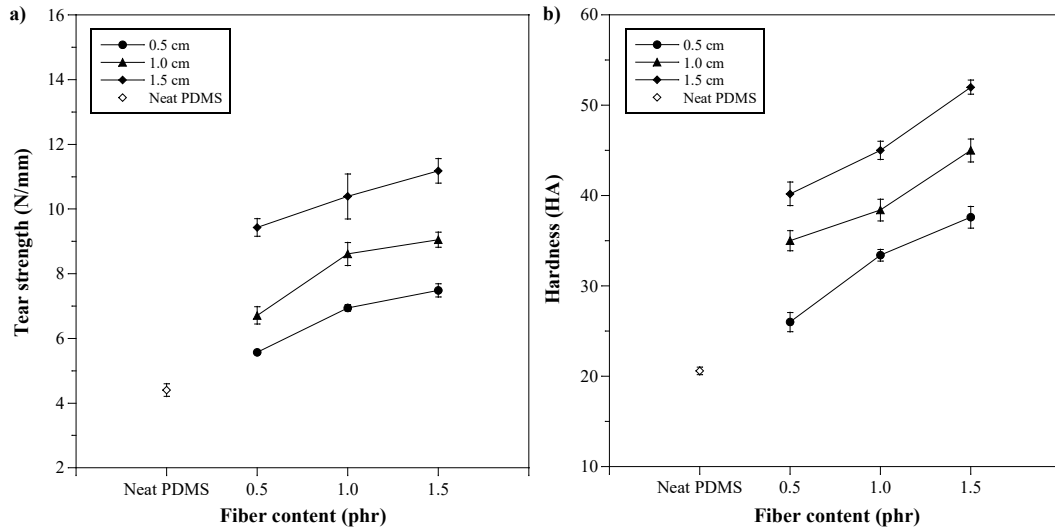 a)
0.5 cm
1.0 cm
1.5 cm
Neat PDMS
Tear strength (N/mm)
16
14
12
10
8
6
4
2
Neat PDMS 0.5 1.0 1.5
Fiber content (phr)
b)
0.5 cm
1.0 cm
1.5 cm
Neat PDMS
Hardness (HA)
60
50
40
30
20
10
Neat PDMS 0.5 1.0 1.5
Fiber content (phr)